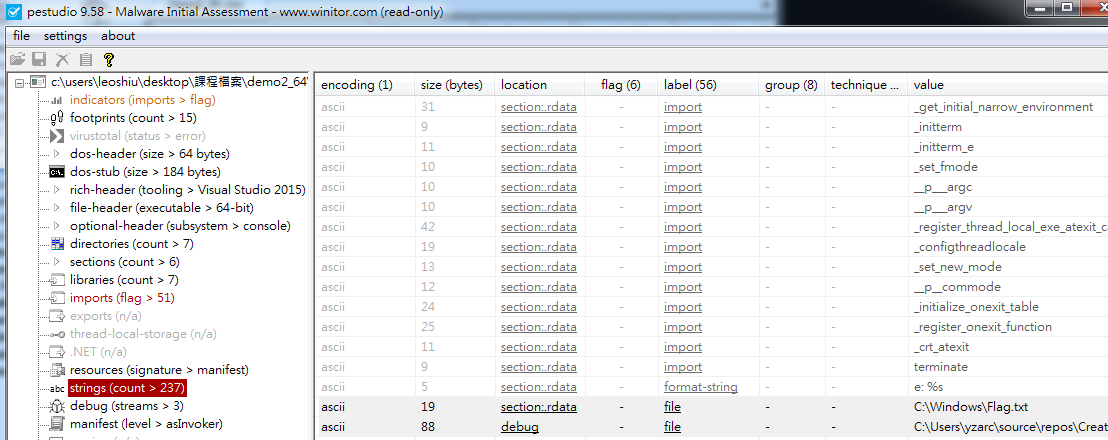 pestudio 9.58 - Malware Initial Assessment - www.winitor.com (read-only)
file settings about
c:\users\leoshiu\desktop\課程檔案\demo2_64
indicators (imports > flag)
footprints (count > 15)
virustotal (status > error)
dos-header (size > 64 bytes)
dos-stub (size > 184 bytes)
rich-header (tooling > Visual Studio 2015)
file-header (executable > 64-bit)
optional-header (subsystem > console)
directories (count > 7)
sections (count > 6)
libraries (count > 7)
imports (flag > 51)
exports (n/a)
thread-local-storage (n/a)
.NET (n/a)
resources (signature > manifest)
abc strings (count > 237)
debug (streams > 3)
manifest (level > asInvoker)
encoding (1) size (bytes) location flag (6) label (56) group (8) technique ... value
ascii 31 section:.rdata - import - - _get_initial_narrow_environment
ascii 9 section:.rdata - import - - _initterm
ascii 11 section:.rdata - import - - _initterm_e
ascii 10 section:.rdata - import - - _set_fmode
ascii 10 section:.rdata - import - - __p___argc
ascii 10 section:.rdata - import - - __p___argv
ascii 42 section:.rdata - import - - _register_thread_local_exe_atexit_c
ascii 19 section:.rdata - import - - _configthreadlocale
ascii 13 section:.rdata - import - - _set_new_mode
ascii 12 section:.rdata - import - - __p__commode
ascii 24 section:.rdata - import - - _initialize_onexit_table
ascii 25 section:.rdata - import - - _register_onexit_function
ascii 11 section:.rdata - import - - _crt_atexit
ascii 9 section:.rdata - import - - terminate
ascii 5 section:.rdata - format-string - - e: %s
ascii 19 section:.rdata - file - - C:\Windows\Flag.txt
ascii 88 debug - file - - C:\Users\yzarc\source\repos\Creat